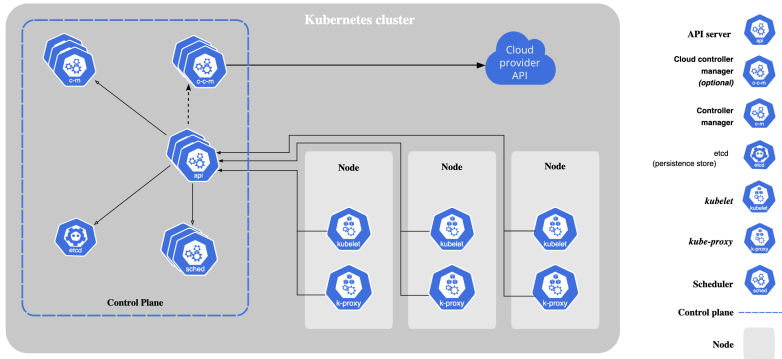 Kubernetes cluster
c-m
c-c-m
Cloud
provider
API
api
etcd
sched
Control Plane
Node
kubelet
k-proxy
Node
kubelet
k-proxy
Node
kubelet
k-proxy
API server
api
Cloud controller
manager
(optional)
c-c-m
Controller
manager
c-m
etcd
(persistence store)
etcd
kubelet
kubelet
kube-proxy
k-proxy
Scheduler
sched
Control plane
Node